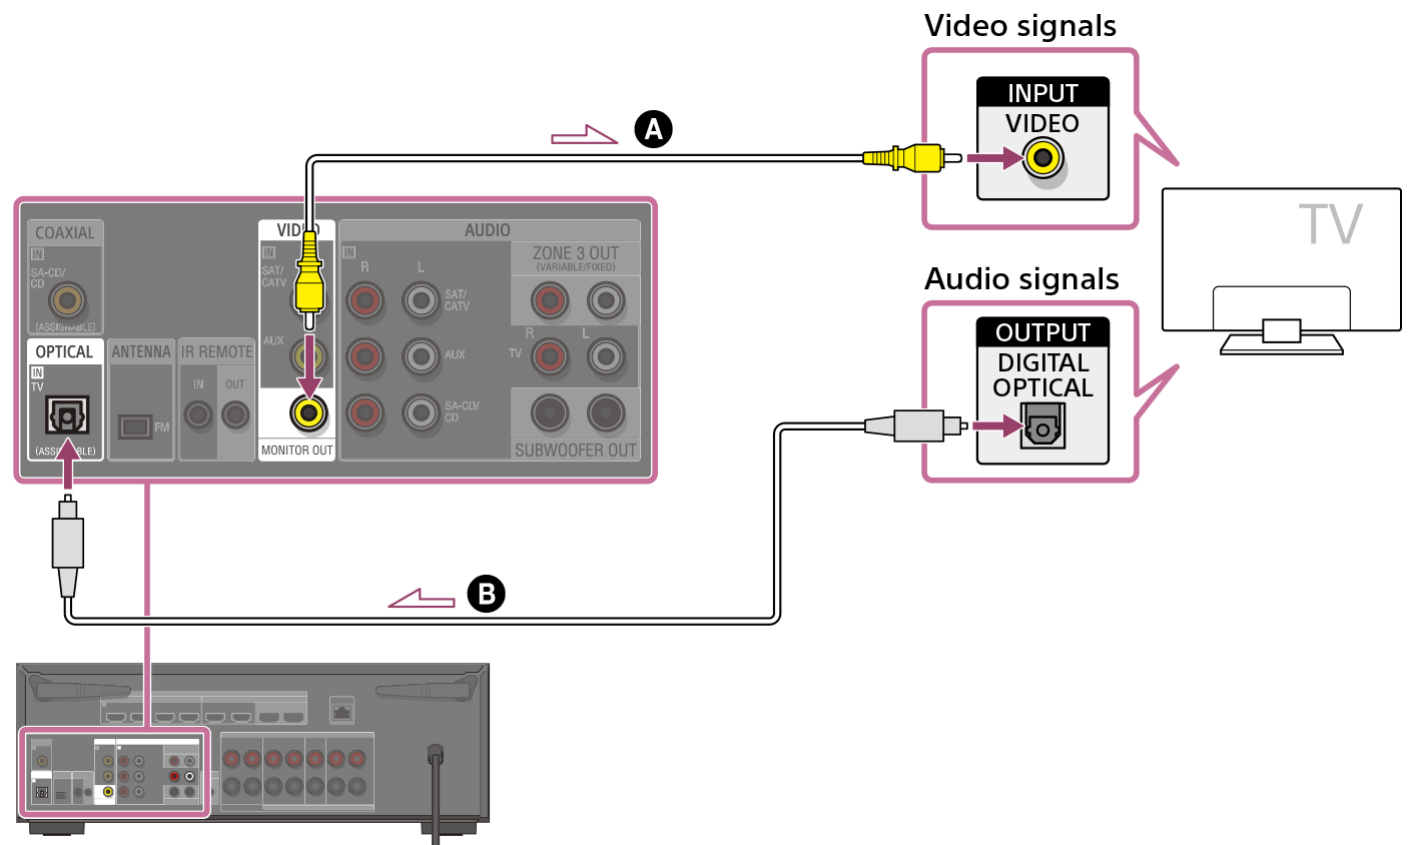 Video signals
INPUT
VIDEO
A
TV
COAXIAL
IN
SA-CD/
CD
(ASSIGNABLE)
VIDEO
IN
SAT/
CATV
AUX
MONITOR OUT
AUDIO
IN
R
L
SAT/
CATV
AUX
SA-CD/
CD
ZONE 3 OUT
(VARIABLE/FIXED)
R
L
TV
SUBWOOFER OUT
OPTICAL
IN
TV
(ASSIGNABLE)
ANTENNA
FM
IR REMOTE
IN
OUT
Audio signals
OUTPUT
DIGITAL
OPTICAL
B